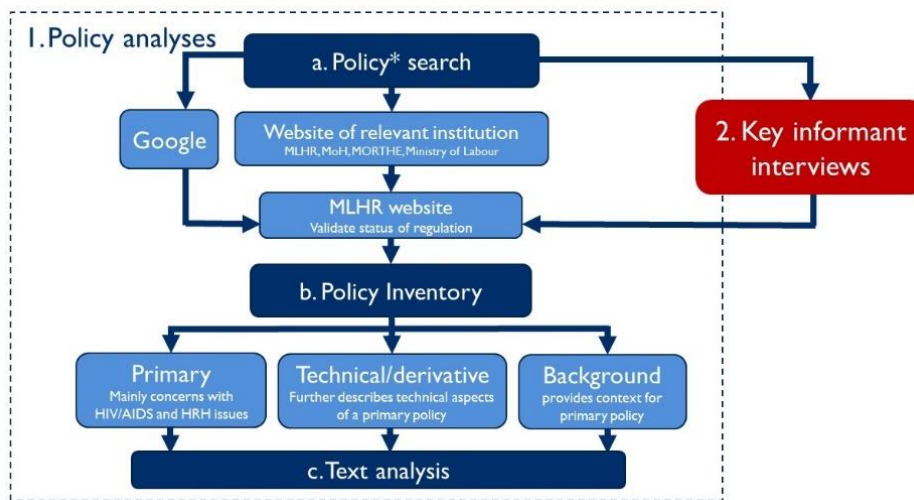 1. Policy analyses
a. Policy* search
Google
Website of relevant institution
MLHR, MoH, MORTHE, Ministry of Labour
2. Key informant
interviews
MLHR website
Validate status of regulation
b. Policy Inventory
Primary
Mainly concerns with
HIV/AIDS and HRH issues
Technical/derivative
Further describes technical aspects
of a primary policy
Background
provides context for
primary policy
c. Text analysis